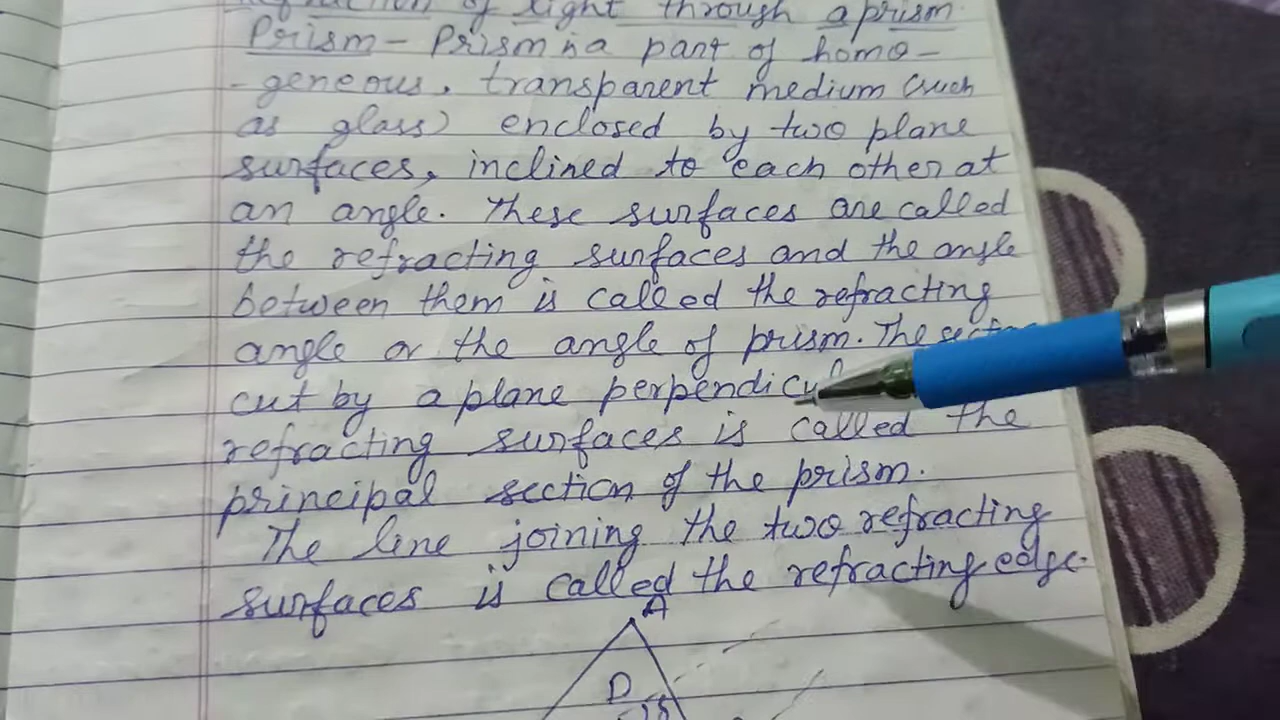 Refraction of light through a prism
Prism - Prism is a part of homo-
-geneous, transparent medium (such
as glass) enclosed by two plane
surfaces, inclined to each other at
an angle. These surfaces are called
the refracting surfaces and the angle
between them is called the refracting
angle or the angle of prism. The
cut by a plane
refracting surfaces is called the
principal section of the prism.
The line joining the two refracting
surfaces is called the refracting edge.
A
D